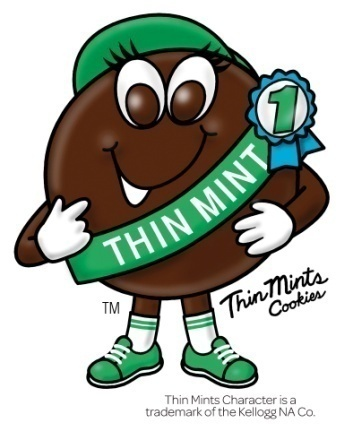 1
THIN MINT
TM
Thin Mints
Cookies
Thin Mints Character is a
trademark of the Kellogg NA Co.